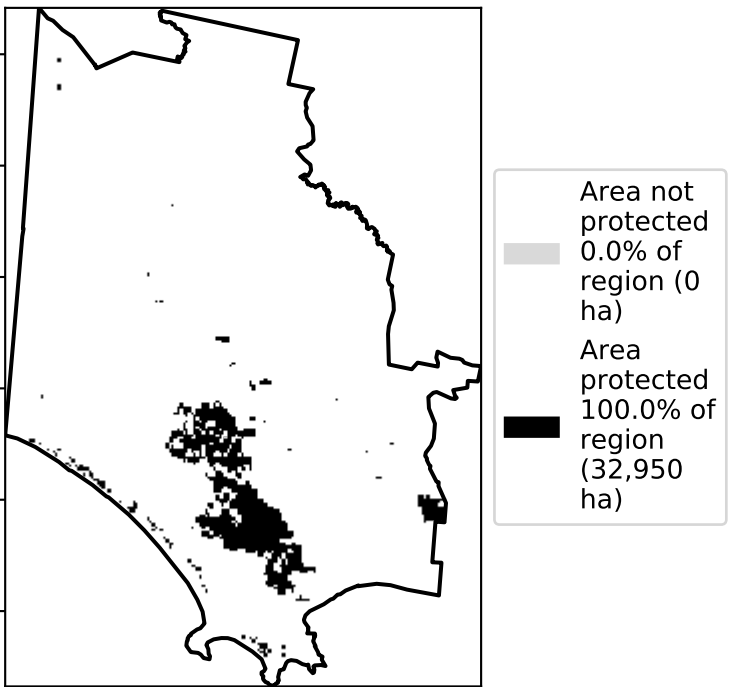 Area not
protected
0.0% of
region (0
ha)
Area
protected
100.0% of
region
(32,950
ha)